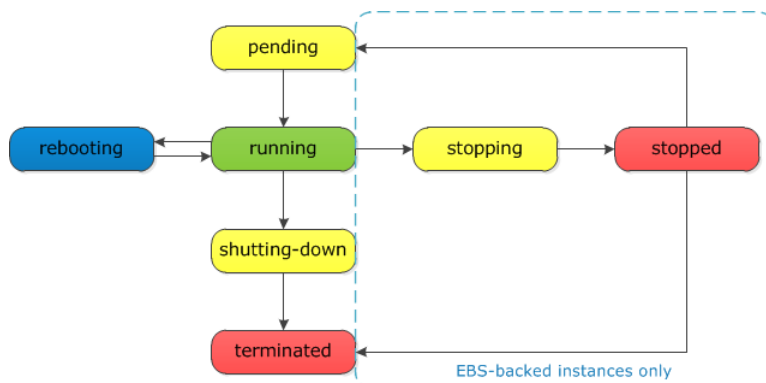 pending
rebooting
running
stopping
stopped
shutting-down
terminated
EBS-backed instances only